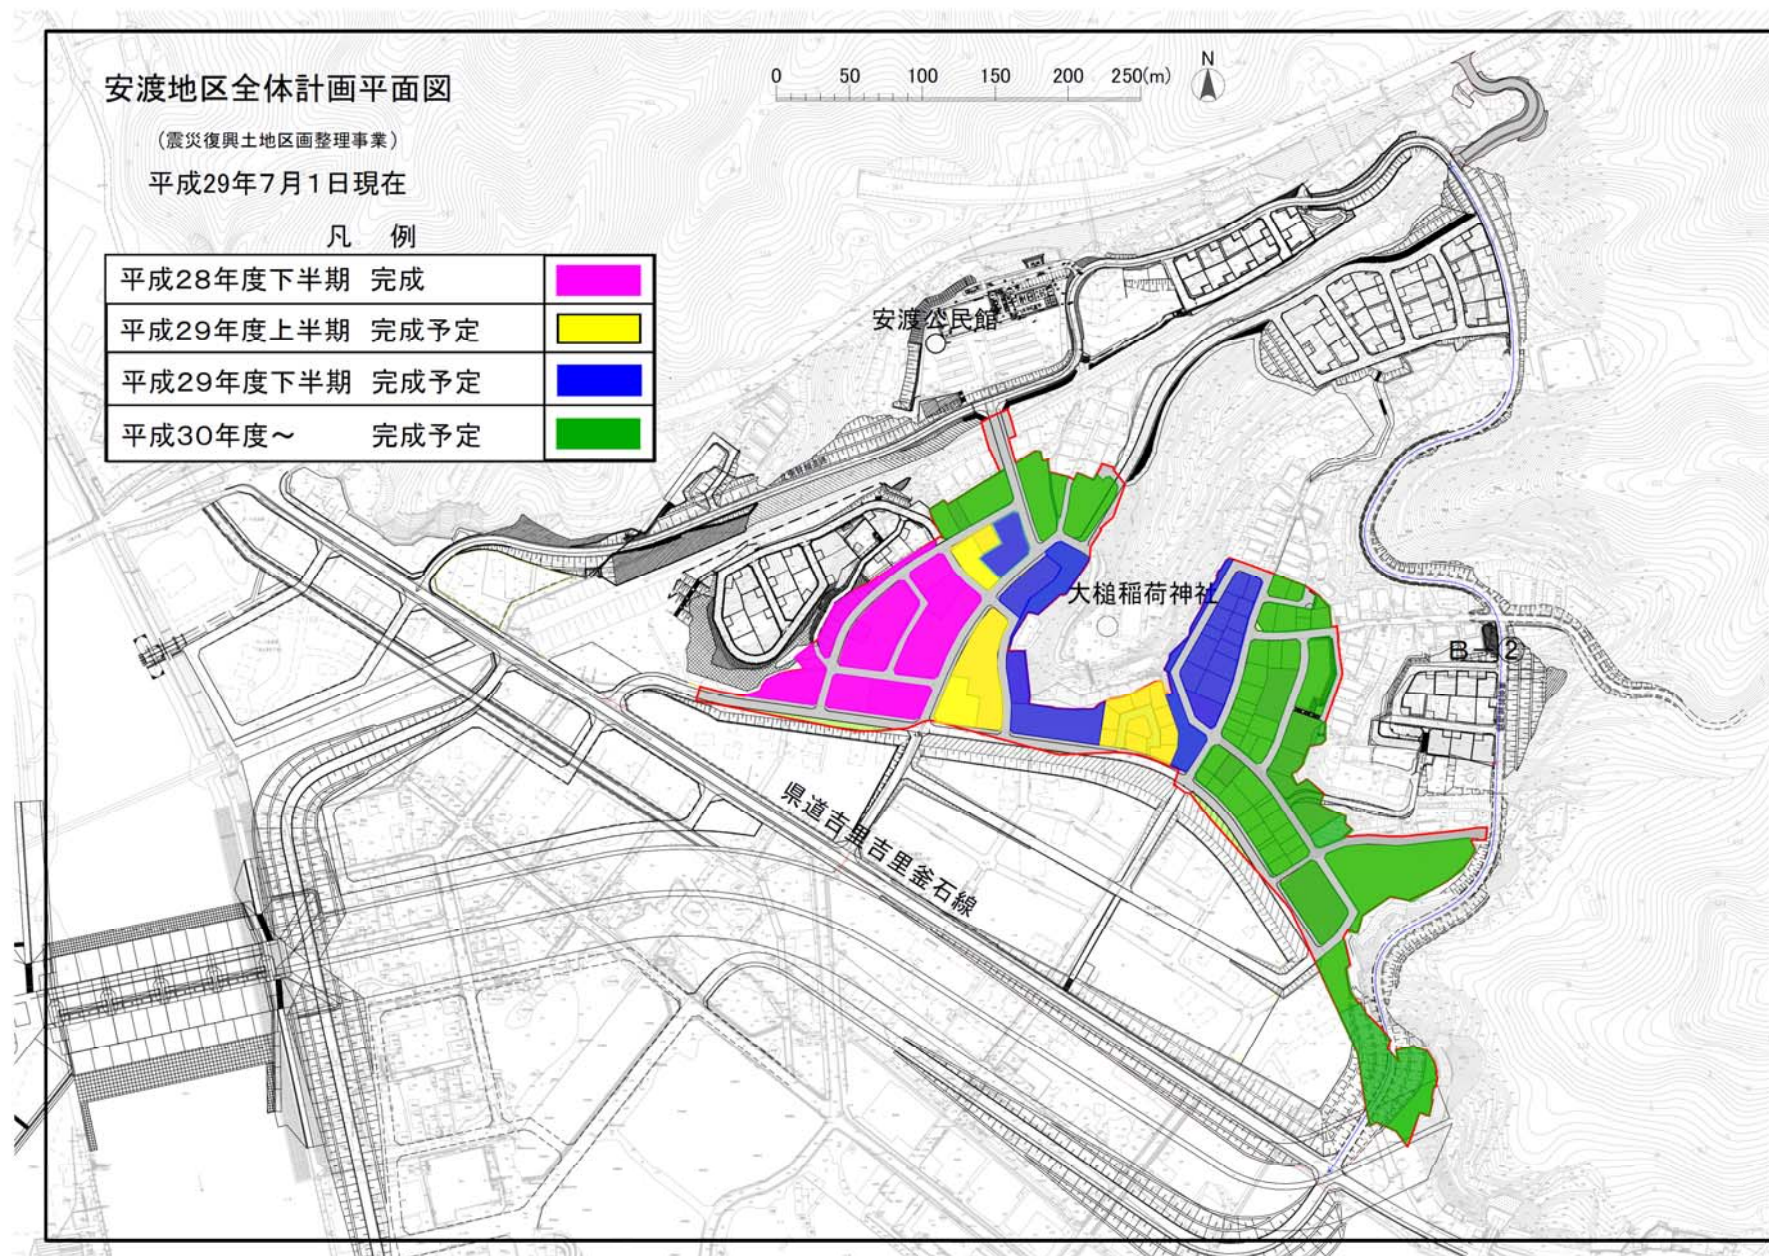 安渡地区全体計画平面図
（震災復興土地区画整理事業）
平成29年7月1日現在
0 50 100 150 200 250(m)
N
凡 例
平成28年度下半期 完成
平成29年度上半期 完成予定
平成29年度下半期 完成予定
平成30年度～ 完成予定
安渡公民館
大槌稲荷神社
県道吉里吉里釜石線